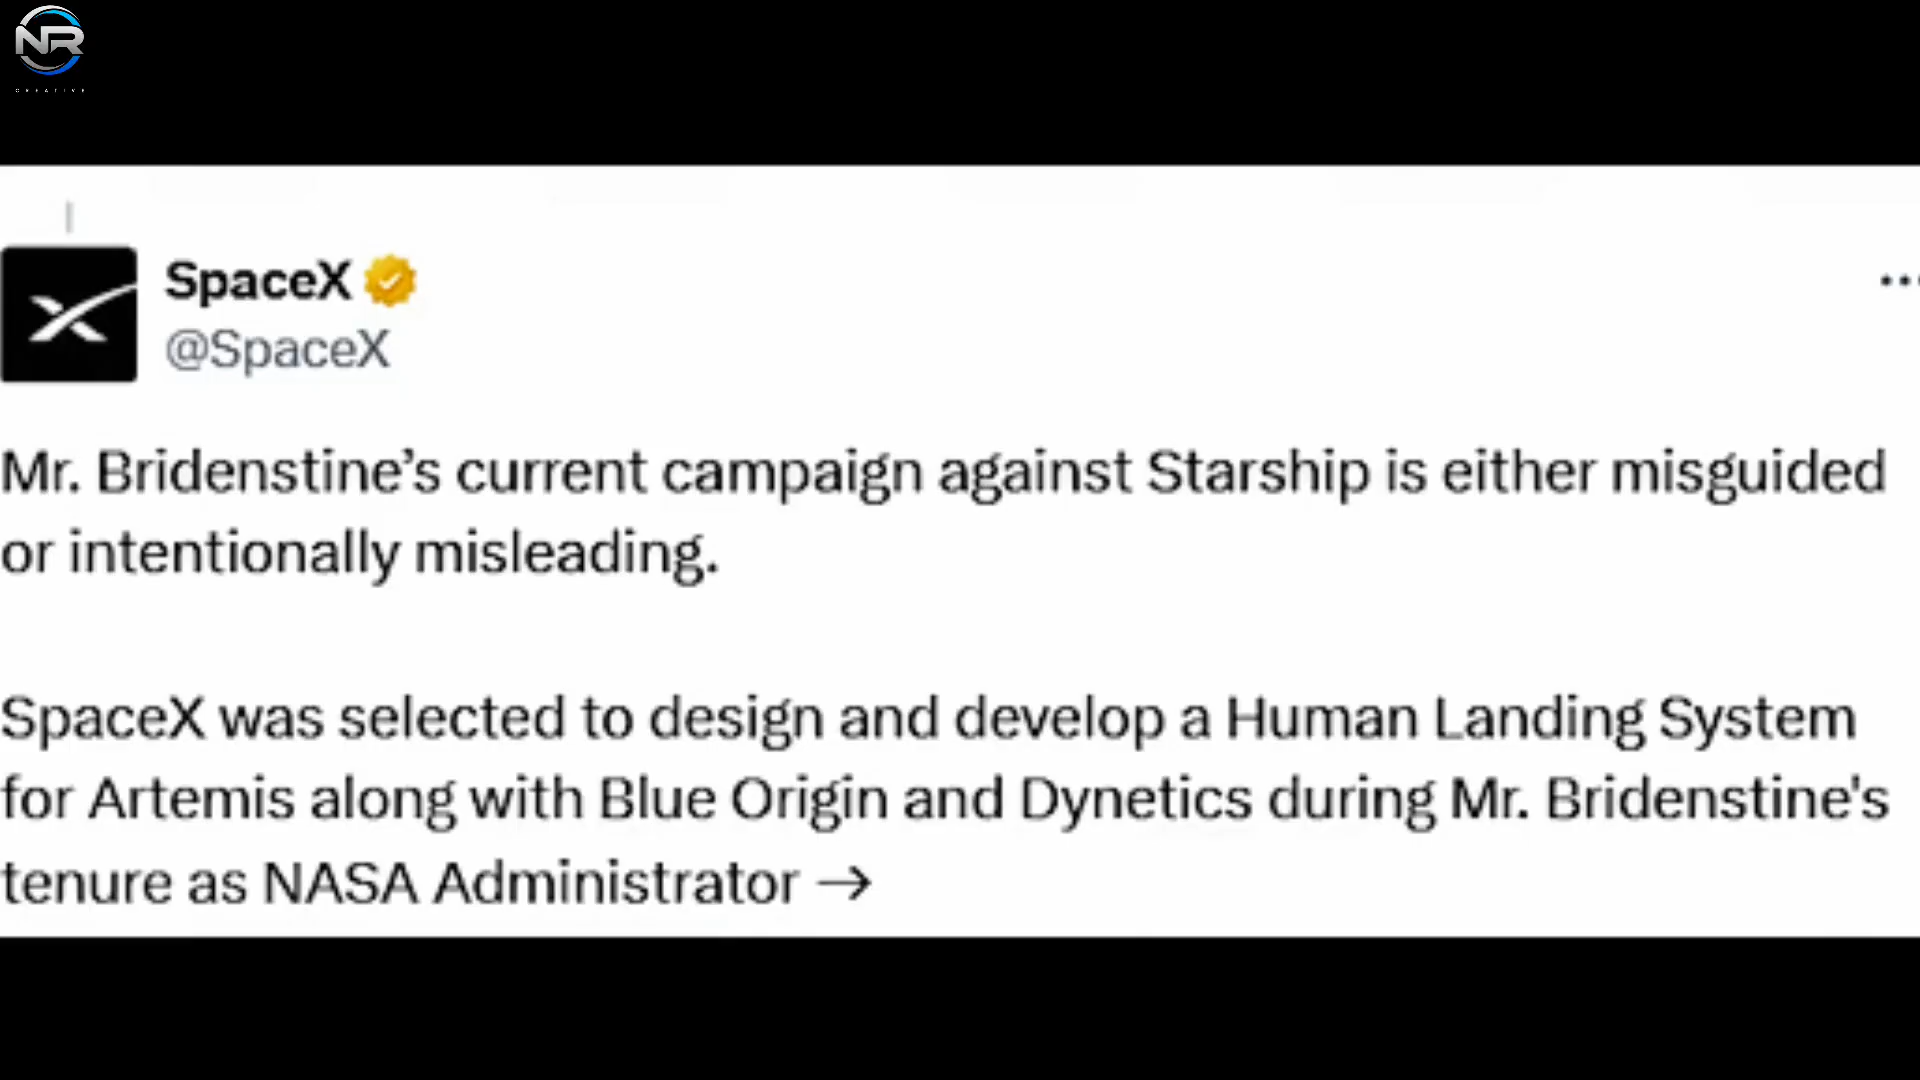 NR
CREATIVE
SpaceX
@SpaceX
Mr. Bridenstine’s current campaign against Starship is either misguided
or intentionally misleading.
SpaceX was selected to design and develop a Human Landing System
for Artemis along with Blue Origin and Dynetics during Mr. Bridenstine's
tenure as NASA Administrator →